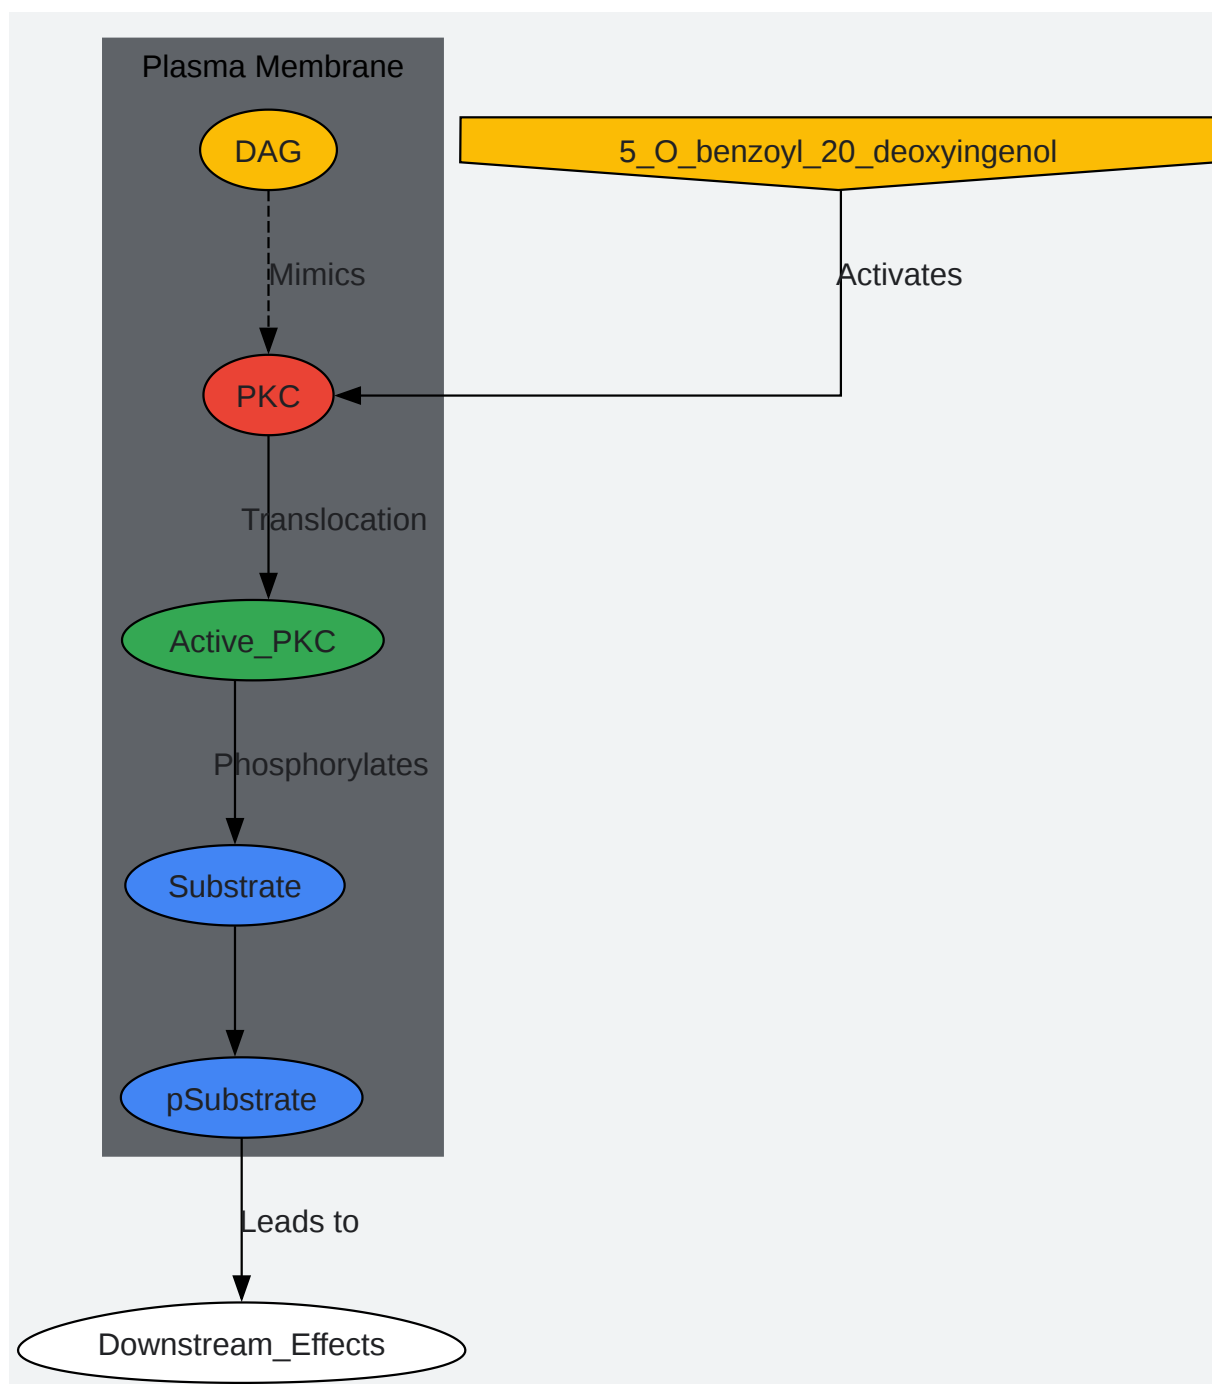 Plasma Membrane
DAG
5_O_benzoyl_20_deoxyingenol
Mimics
Activates
PKC
Translocation
Active_PKC
Phosphorylates
Substrate
pSubstrate
Leads to
Downstream_Effects